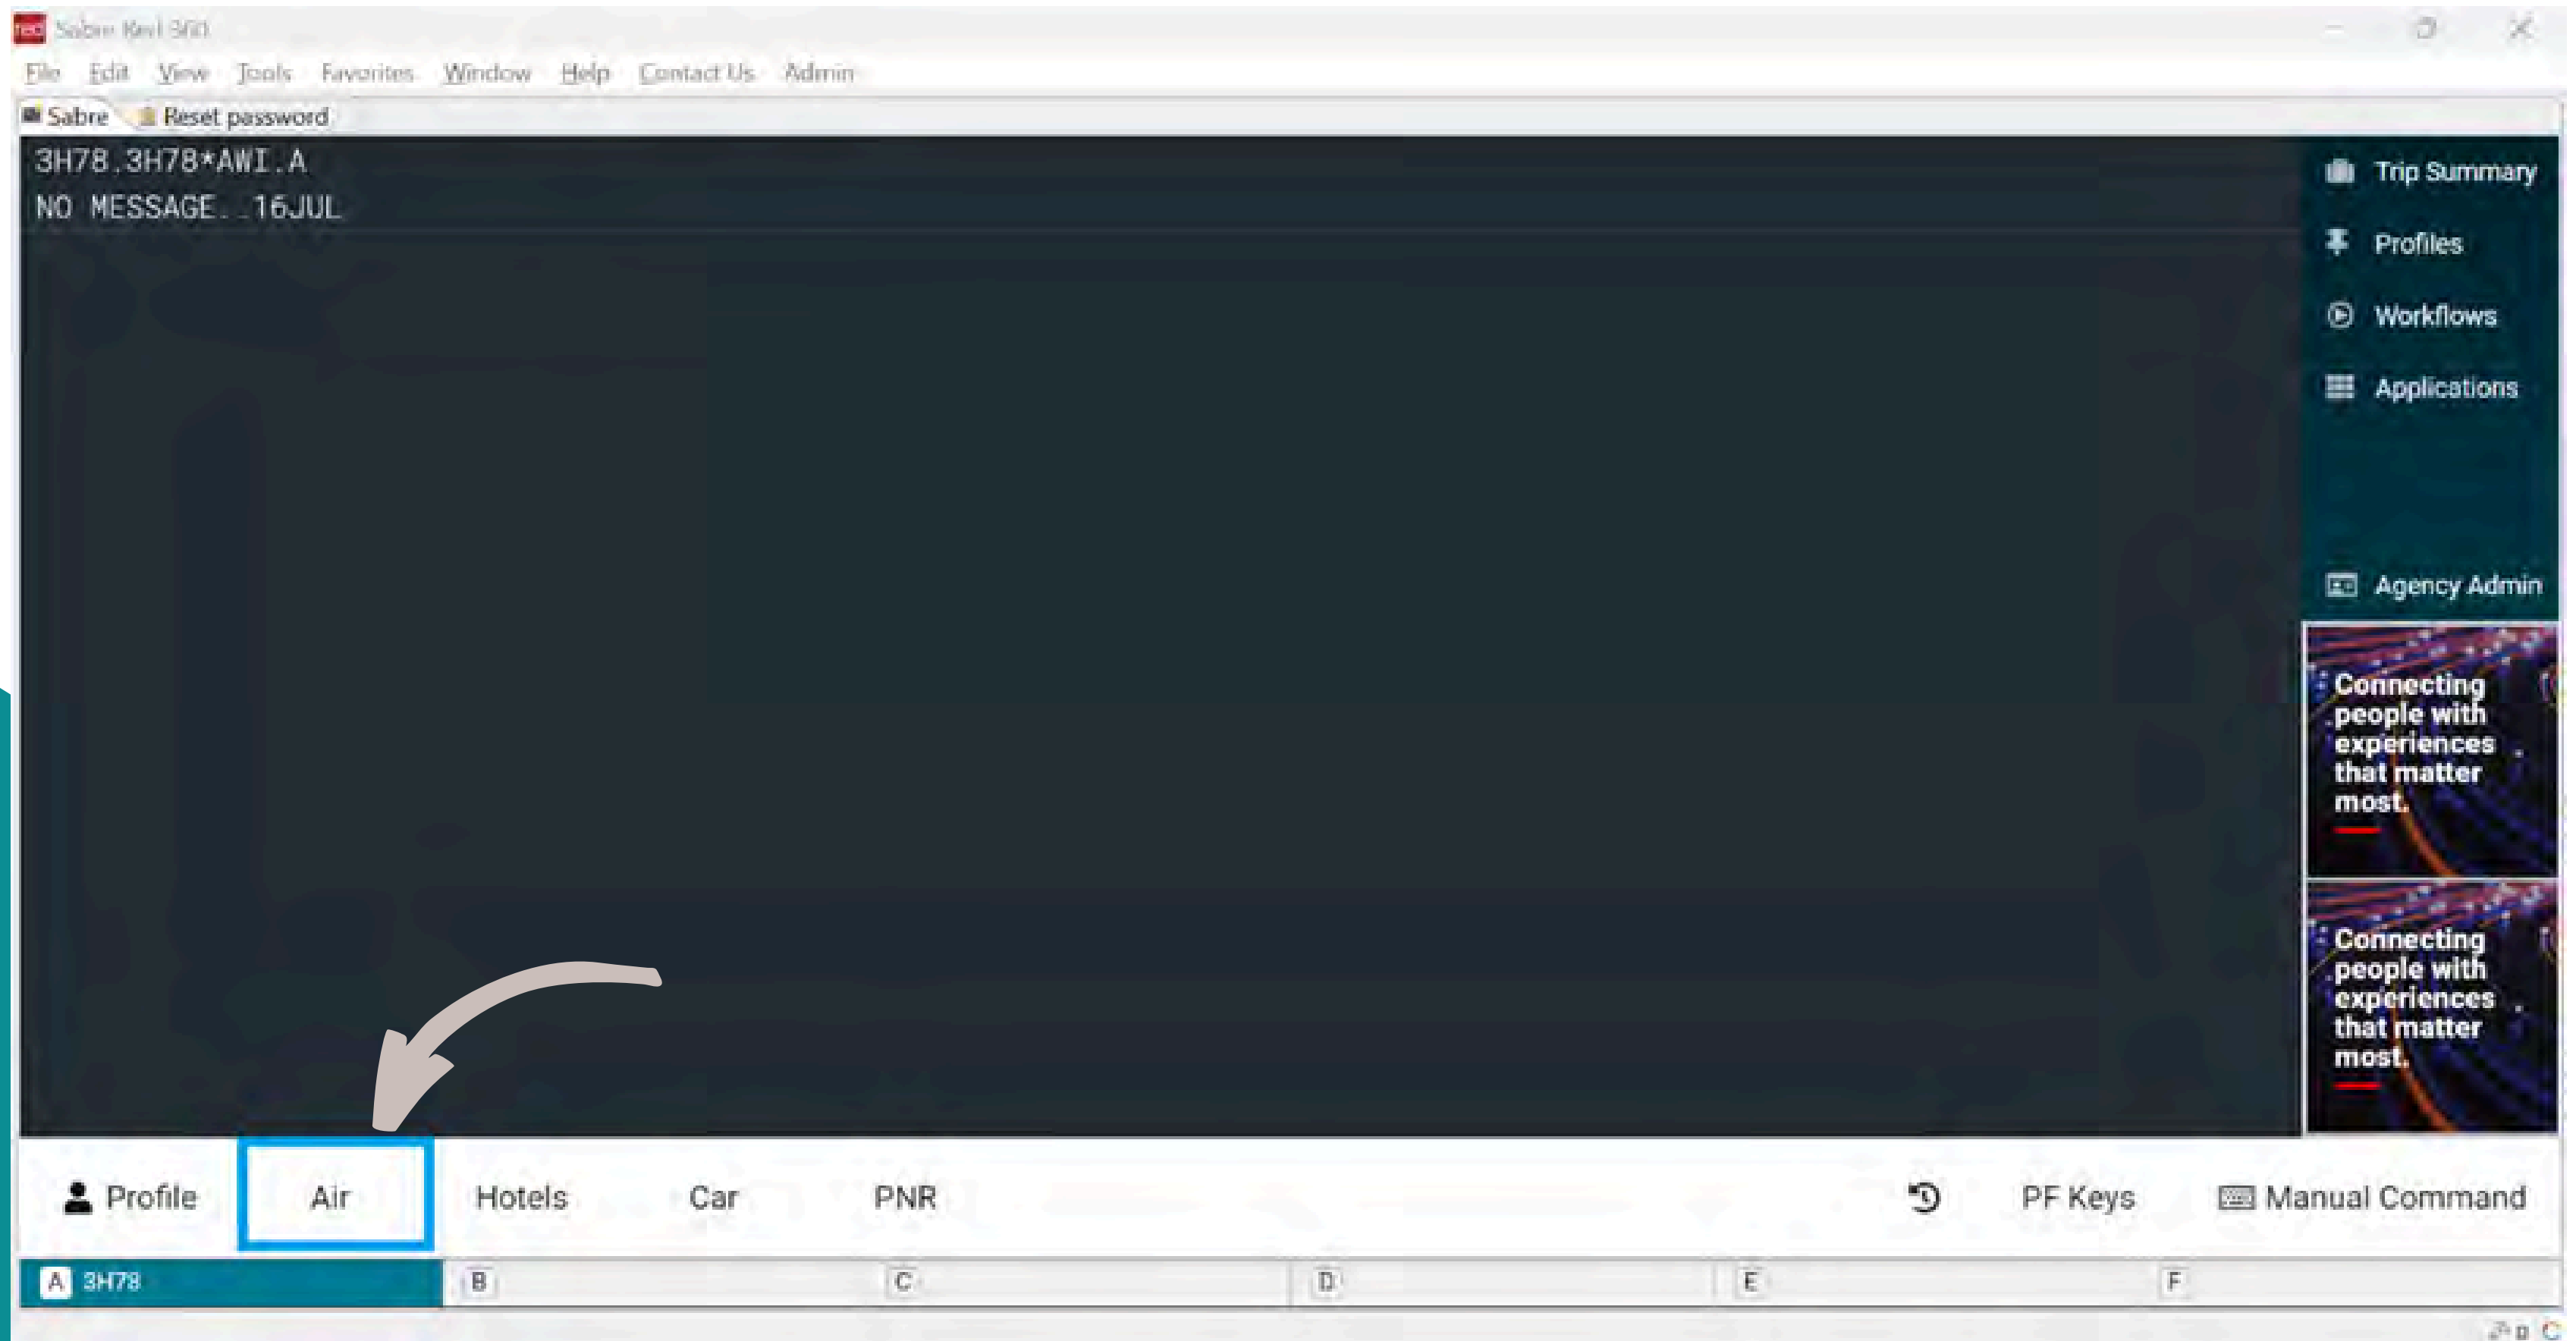 red Sabre Red 360
File Edit View Tools Favorites Window Help Contact Us Admin
Sabre Reset password
3H78.3H78*AWI.A
NO MESSAGE..16JUL
Trip Summary
Profiles
Workflows
Applications
Agency Admin
Connecting
people with
experiences
that matter
most.
Connecting
people with
experiences
that matter
most.
Profile Air Hotels Car PNR PF Keys Manual Command
A 3H78 B C D E F